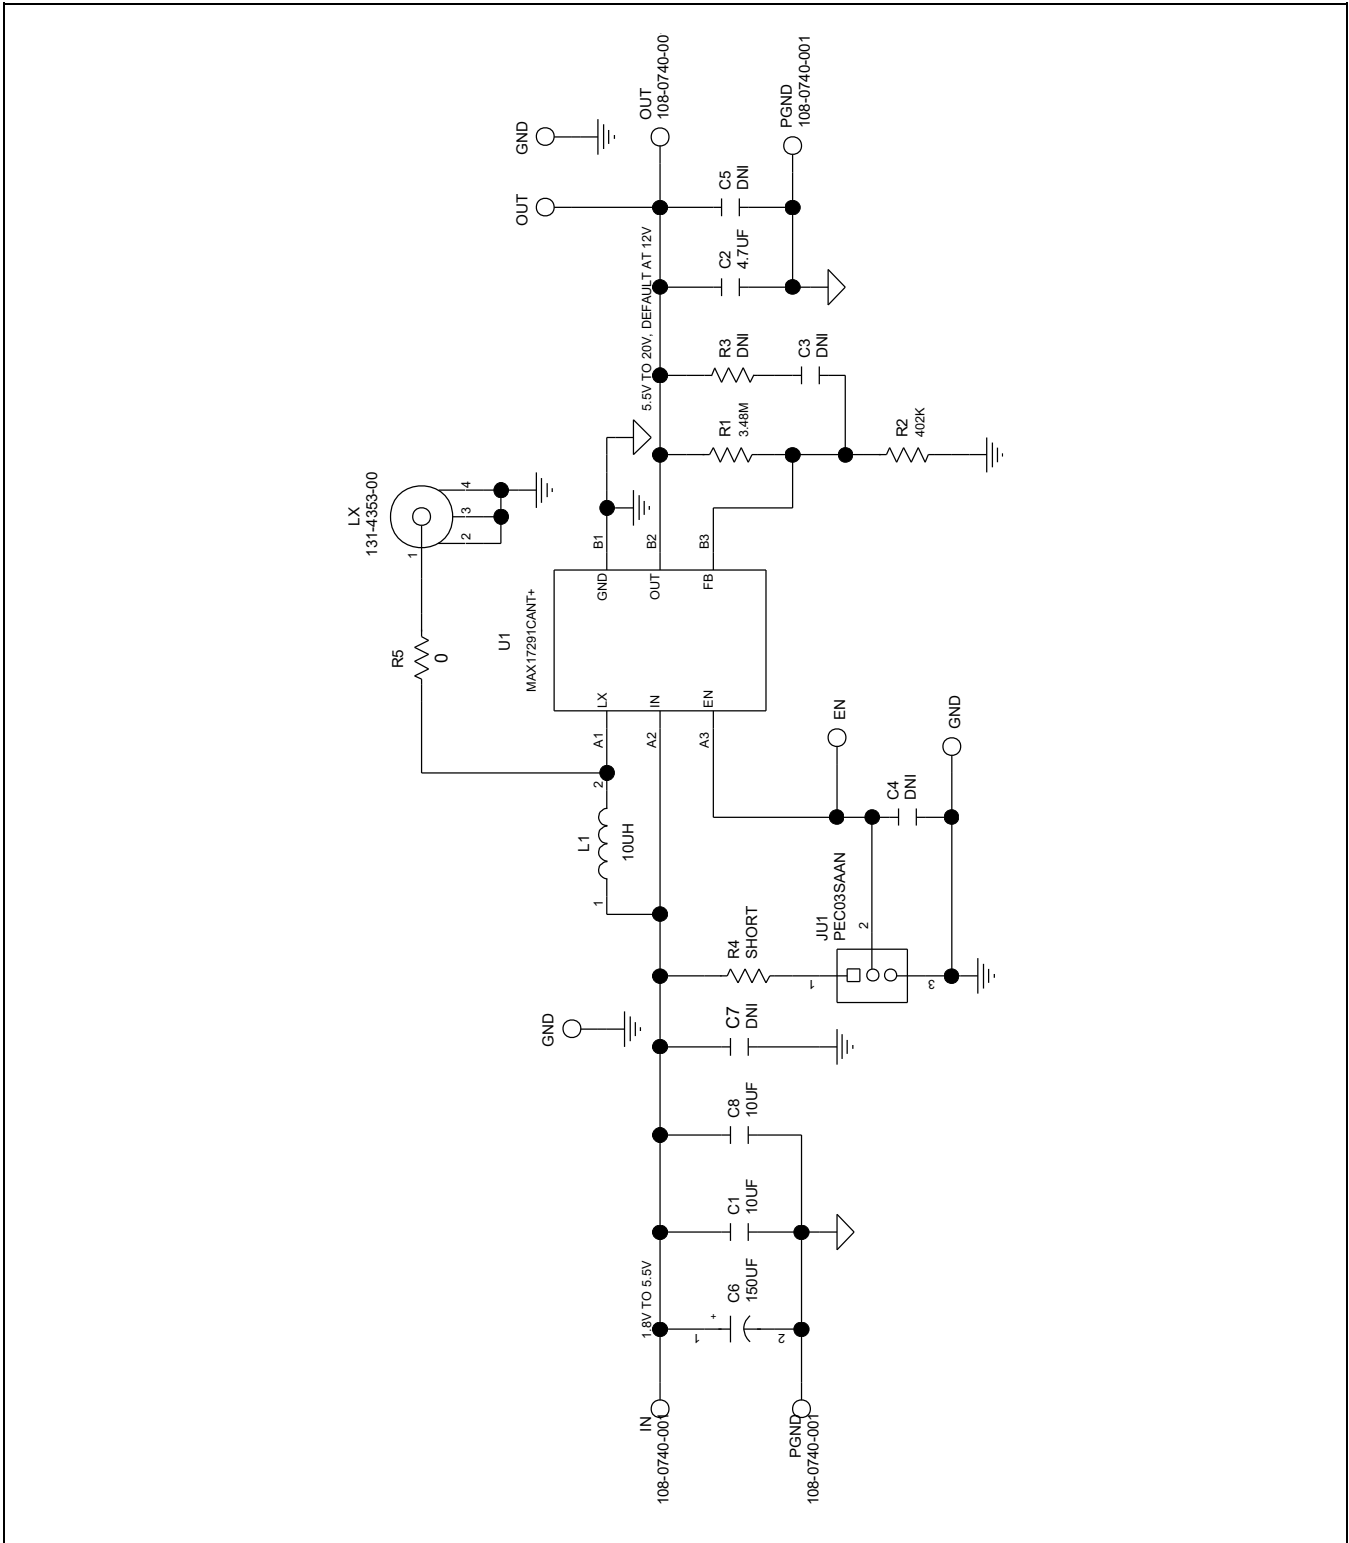 IN
108-0740-001
PGND
108-0740-001
1.8V TO 5.5V
1
+
2
C6
150UF
C1
10UF
C8
10UF
C7
DNI
GND
R4
SHORT
1
JU1
PEC03SAAN
2
3
C4
DNI
EN
GND
1
L1
10UH
2
A1
A2
A3
LX
IN
EN
U1
MAX17291CANT+
GND
OUT
FB
B1
B2
B3
R5
0
LX
131-4353-00
1
2
3
4
5.5V TO 20V, DEFAULT AT 12V
R1
3.48M
R2
402K
R3
DNI
C3
DNI
C2
4.7UF
C5
DNI
OUT
GND
OUT
108-0740-00
PGND
108-0740-001